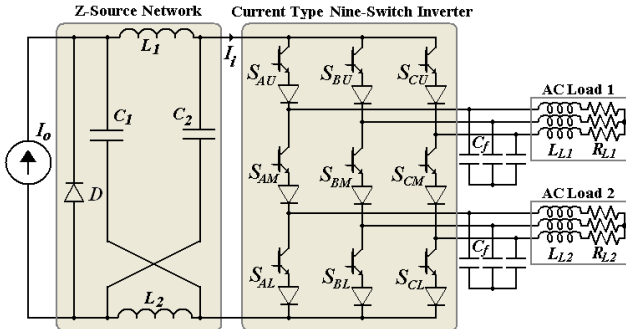 Z-Source Network
Current Type Nine-Switch Inverter
L1
Ii
SAU
SBU
SCU
AC Load 1
C1
C2
Io
Cf
LL1
RL1
SAM
SBM
SCM
D
AC Load 2
Cf
LL2
RL2
L2
SAL
SBL
SCL